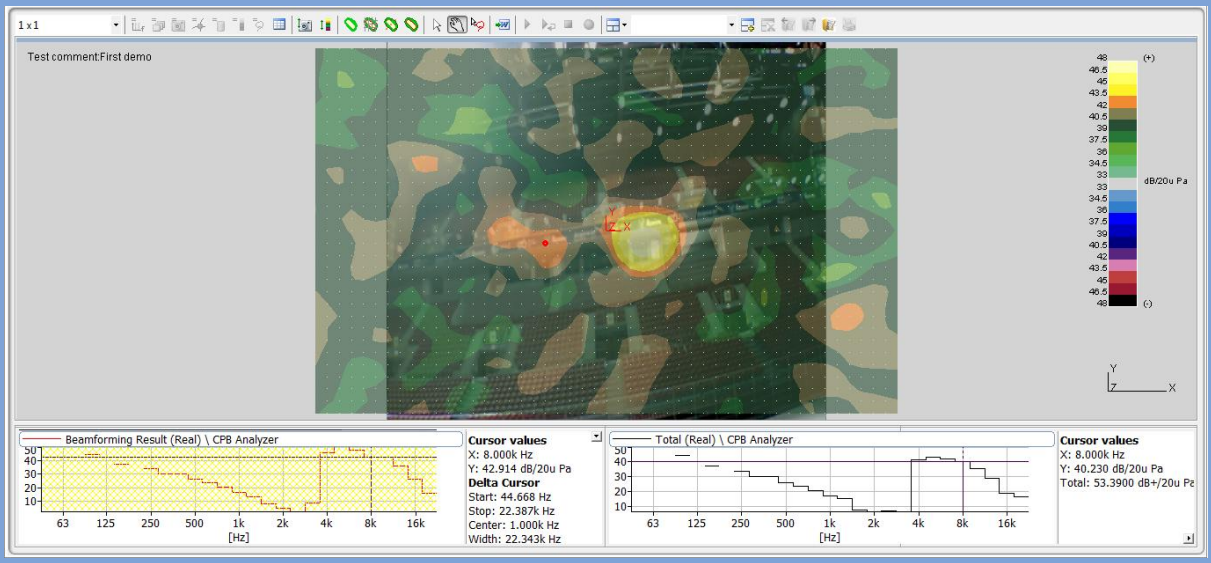 1 x 1
Test comment:First demo
48 (+)
46.5
45
43.5
42
40.5
39
37.5
36
34.5
33
33 dB/20u Pa
34.5
36
37.5
39
40.5
42
43.5
45
46.5
48 (-)
Y
Z X
Y
Z X
Beamforming Result (Real) \ CPB Analyzer
50
40
30
20
10
63 125 250 500 1k 2k 4k 8k 16k
[Hz]
Cursor values
X: 8.000k Hz
Y: 42.914 dB/20u Pa
Delta Cursor
Start: 44.668 Hz
Stop: 22.387k Hz
Center: 1.000k Hz
Width: 22.343k Hz
Total (Real) \ CPB Analyzer
50
40
30
20
10
63 125 250 500 1k 2k 4k 8k 16k
[Hz]
Cursor values
X: 8.000k Hz
Y: 40.230 dB/20u Pa
Total: 53.3900 dB+/20u Pa